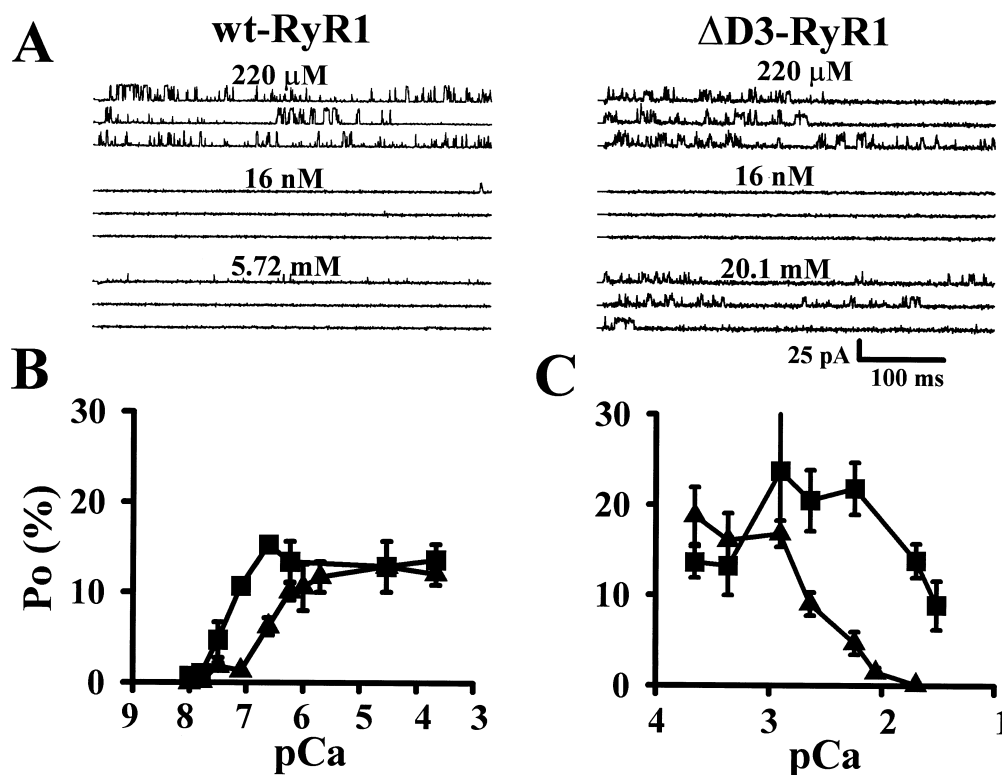 A
wt-RyR1
ΔD3-RyR1
220 μM
220 μM
16 nM
16 nM
5.72 mM
20.1 mM
25 pA
100 ms
B
C
30
20
10
0
Po (%)
9 8 7 6 5 4 3
pCa
30
20
10
0
4 3 2 1
pCa